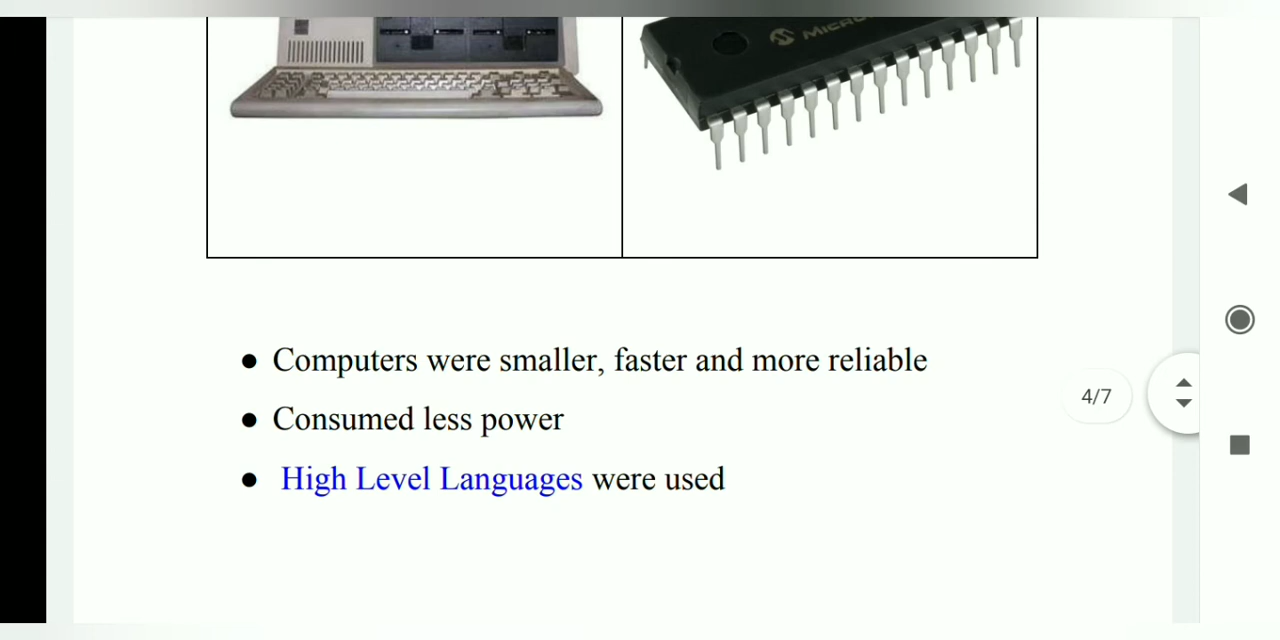 ● Computers were smaller, faster and more reliable
● Consumed less power
● High Level Languages were used
4/7